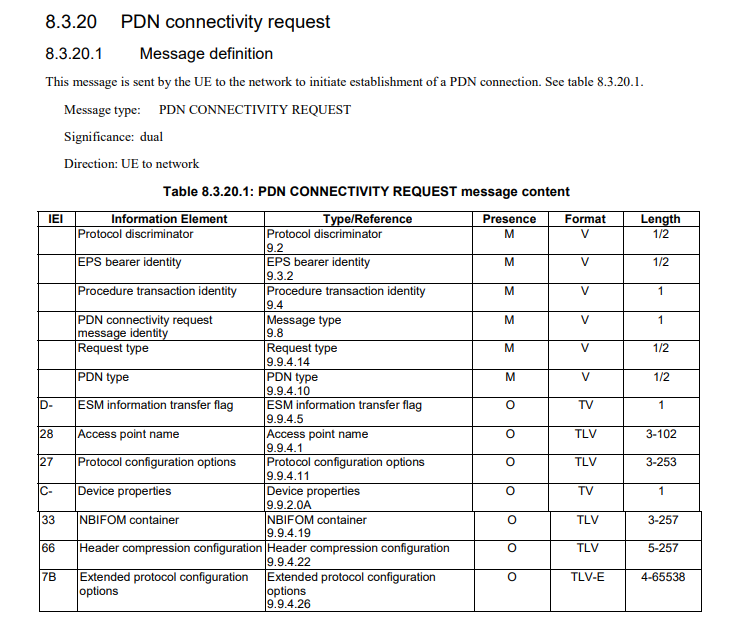 8.3.20 PDN connectivity request
8.3.20.1 Message definition
This message is sent by the UE to the network to initiate establishment of a PDN connection. See table 8.3.20.1.
Message type: PDN CONNECTIVITY REQUEST
Significance: dual
Direction: UE to network
Table 8.3.20.1: PDN CONNECTIVITY REQUEST message content
IEI Information Element Type/Reference Presence Format Length
Protocol discriminator Protocol discriminator M V 1/2
9.2
EPS bearer identity EPS bearer identity M V 1/2
9.3.2
Procedure transaction identity Procedure transaction identity M V 1
9.4
PDN connectivity request Message type M V 1
message identity 9.8
Request type Request type M V 1/2
9.9.4.14
PDN type PDN type M V 1/2
9.9.4.10
D- ESM information transfer flag ESM information transfer flag O TV 1
9.9.4.5
28 Access point name Access point name O TLV 3-102
9.9.4.1
27 Protocol configuration options Protocol configuration options O TLV 3-253
9.9.4.11
C- Device properties Device properties O TV 1
9.9.2.0A
33 NBIFOM container NBIFOM container O TLV 3-257
9.9.4.19
66 Header compression configuration Header compression configuration O TLV 5-257
9.9.4.22
7B Extended protocol configuration Extended protocol configuration O TLV-E 4-65538
options options
9.9.4.26